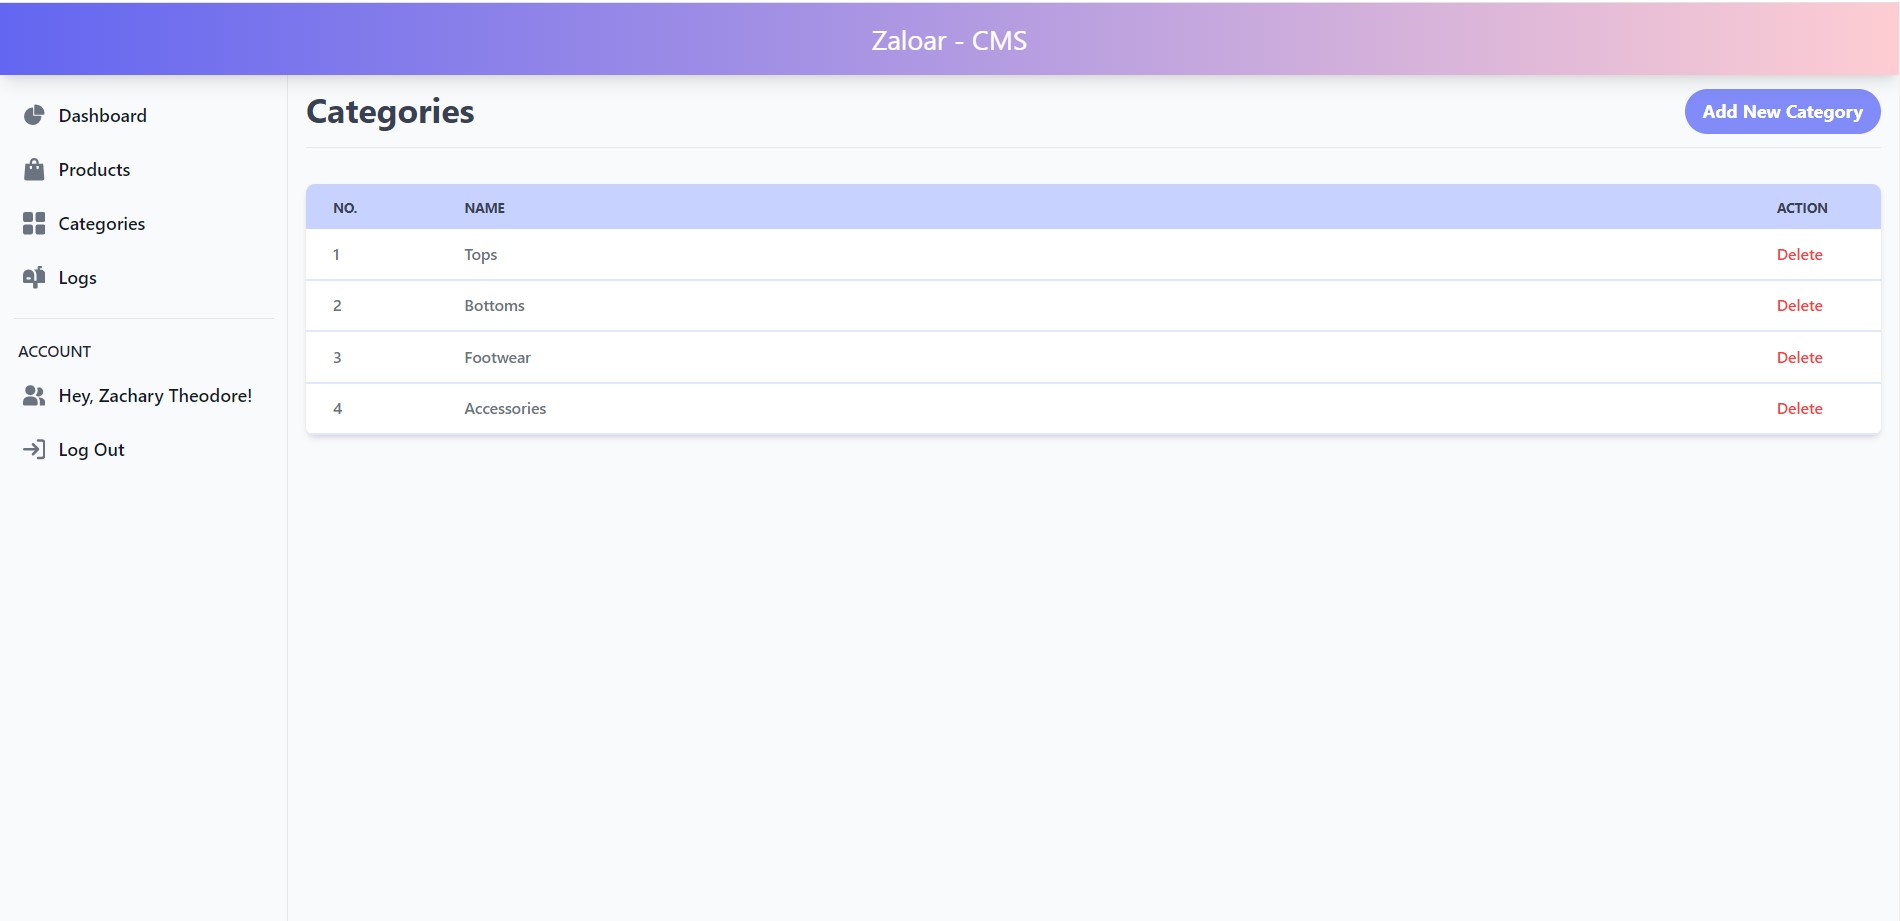 Zaloar - CMS
Dashboard
Products
Categories
Logs
ACCOUNT
Hey, Zachary Theodore!
Log Out
Categories
Add New Category
NO. NAME ACTION
1 Tops Delete
2 Bottoms Delete
3 Footwear Delete
4 Accessories Delete